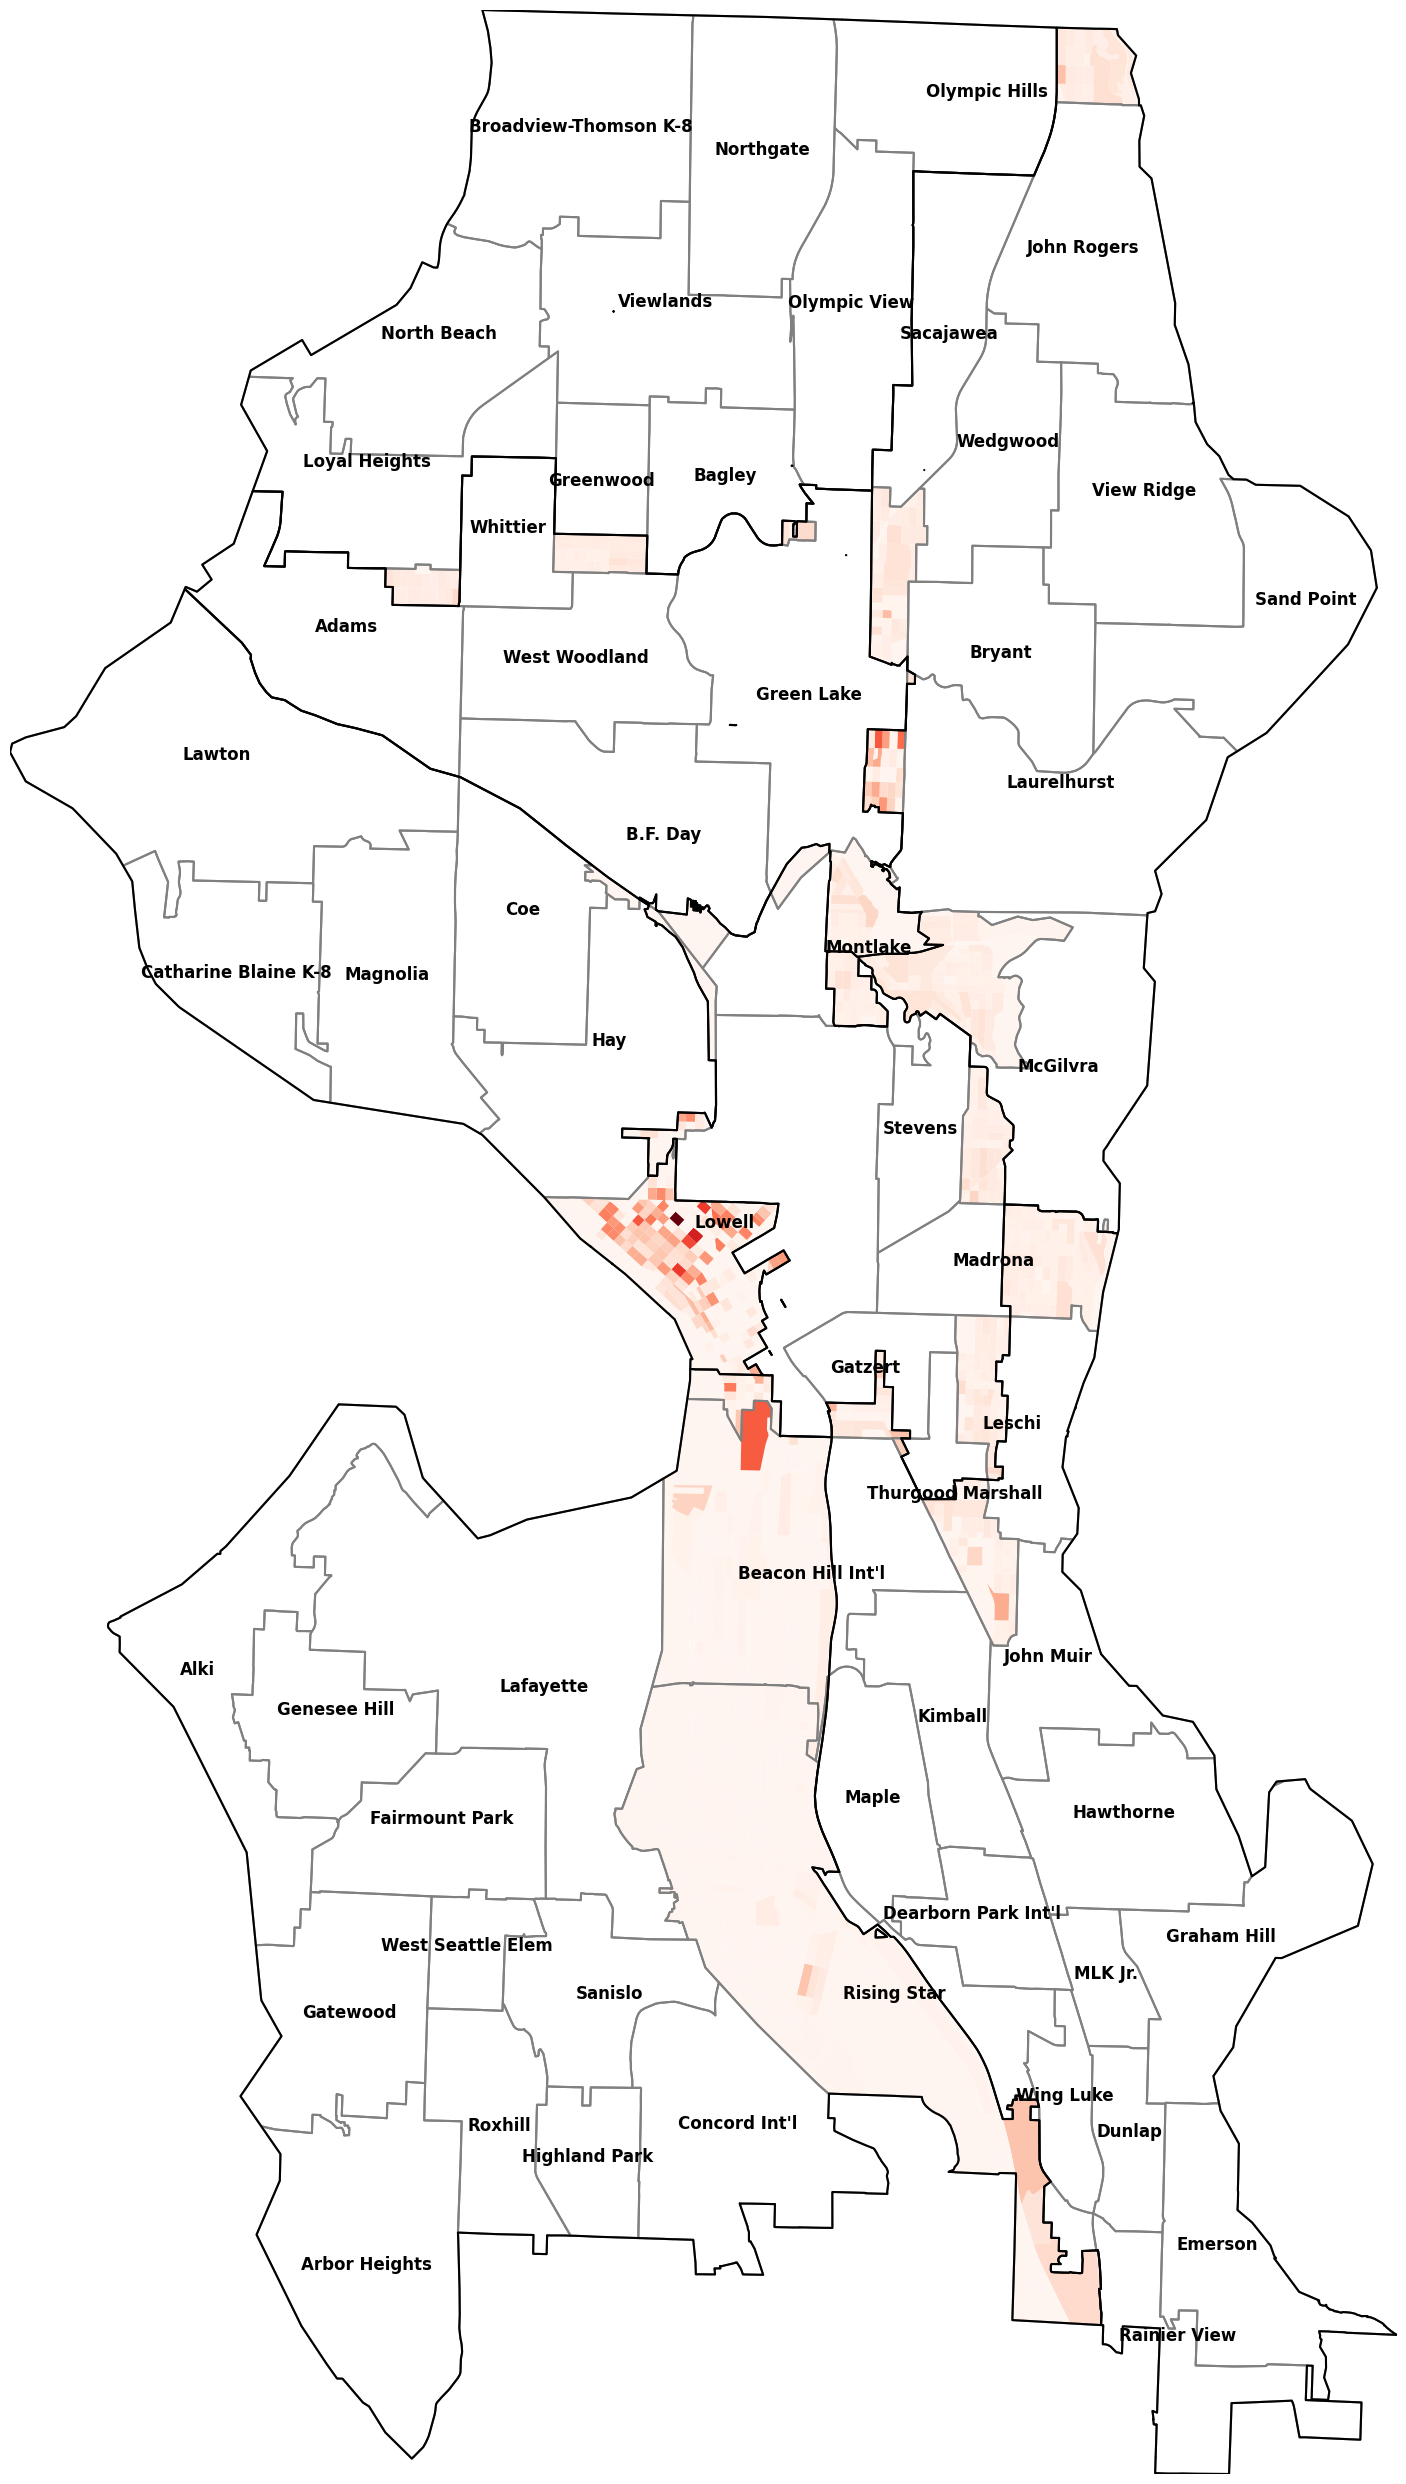 Olympic Hills
Broadview-Thomson K-8
Northgate
John Rogers
Viewlands
Olympic View
North Beach
Sacajawea
Wedgwood
Loyal Heights
Greenwood
Bagley
View Ridge
Whittier
Sand Point
Adams
Bryant
West Woodland
Green Lake
Lawton
Laurelhurst
B.F. Day
Coe
Montlake
Catharine Blaine K-8
Magnolia
Hay
McGilvra
Stevens
Lowell
Madrona
Gatzert
Leschi
Thurgood Marshall
Beacon Hill Int'l
John Muir
Alki
Lafayette
Genesee Hill
Kimball
Maple
Hawthorne
Fairmount Park
Dearborn Park Int'l
Graham Hill
West Seattle Elem
MLK Jr.
Sanislo
Rising Star
Gatewood
Wing Luke
Concord Int'l
Roxhill
Dunlap
Highland Park
Emerson
Arbor Heights
Rainier View